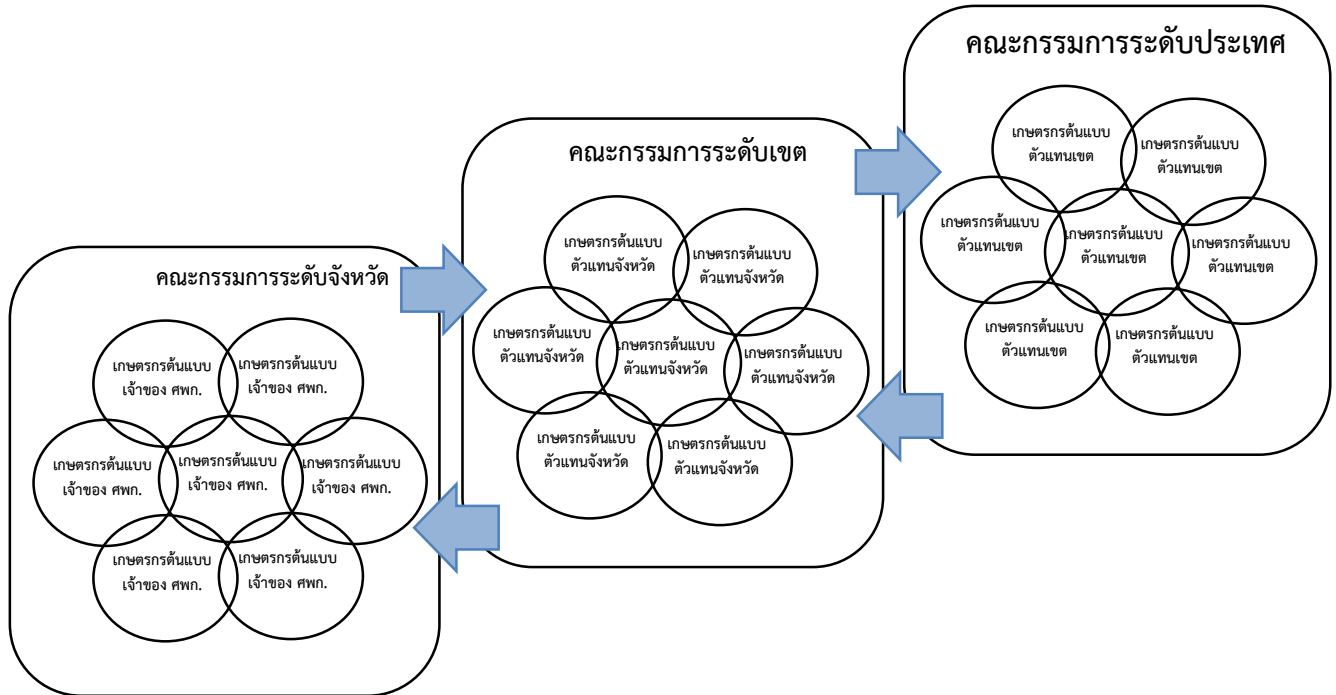 คณะกรรมการระดับประเทศ
เกษตรกรต้นแบบ
ตัวแทนเขต
เกษตรกรต้นแบบ
ตัวแทนเขต
เกษตรกรต้นแบบ
ตัวแทนเขต
เกษตรกรต้นแบบ
ตัวแทนเขต
เกษตรกรต้นแบบ
ตัวแทนเขต
เกษตรกรต้นแบบ
ตัวแทนเขต
เกษตรกรต้นแบบ
ตัวแทนเขต
คณะกรรมการระดับเขต
เกษตรกรต้นแบบ
ตัวแทนจังหวัด
เกษตรกรต้นแบบ
ตัวแทนจังหวัด
เกษตรกรต้นแบบ
ตัวแทนจังหวัด
เกษตรกรต้นแบบ
ตัวแทนจังหวัด
เกษตรกรต้นแบบ
ตัวแทนจังหวัด
เกษตรกรต้นแบบ
ตัวแทนจังหวัด
เกษตรกรต้นแบบ
ตัวแทนจังหวัด
คณะกรรมการระดับจังหวัด
เกษตรกรต้นแบบ
เจ้าของ ศพก.
เกษตรกรต้นแบบ
เจ้าของ ศพก.
เกษตรกรต้นแบบ
เจ้าของ ศพก.
เกษตรกรต้นแบบ
เจ้าของ ศพก.
เกษตรกรต้นแบบ
เจ้าของ ศพก.
เกษตรกรต้นแบบ
เจ้าของ ศพก.
เกษตรกรต้นแบบ
เจ้าของ ศพก.